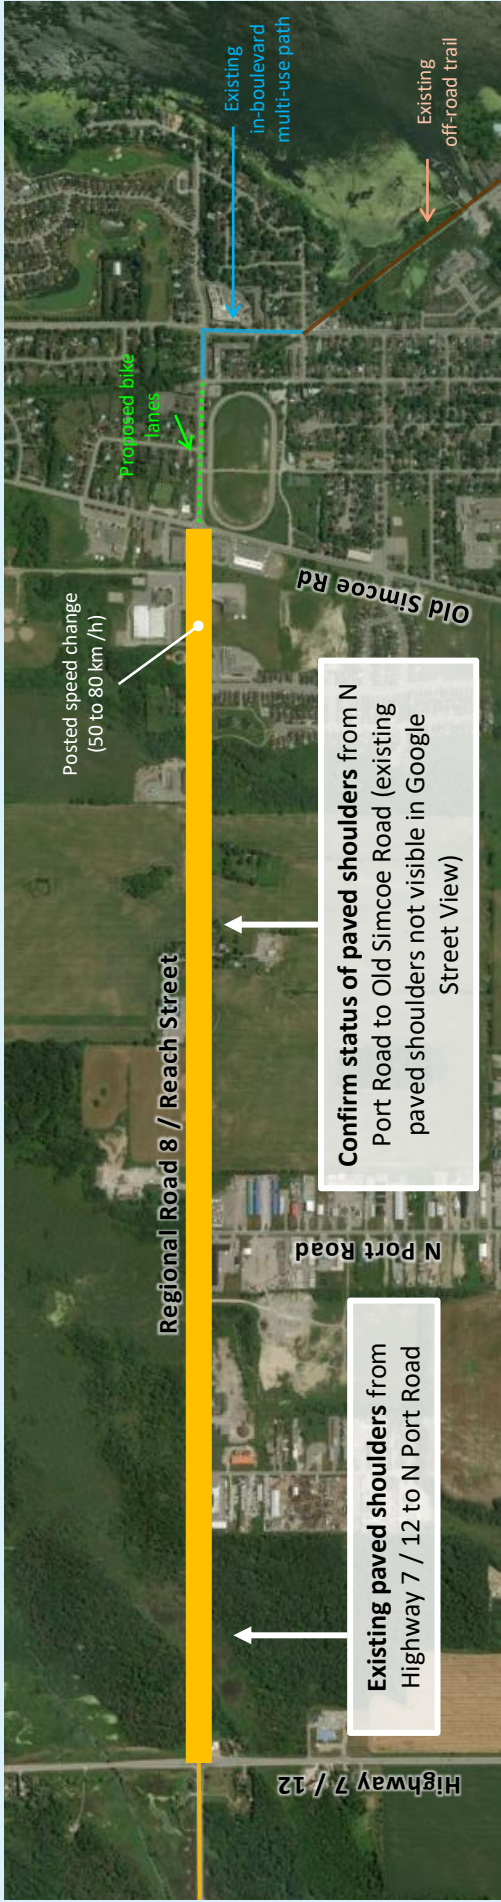 Regional Road 8 / Reach Street
Highway 7 / 12
Existing paved shoulders from
Highway 7 / 12 to N Port Road
N Port Road
Confirm status of paved shoulders from N
Port Road to Old Simcoe Road (existing
paved shoulders not visible in Google
Street View)
Posted speed change
(50 to 80 km /h)
Old Simcoe Rd
Proposed bike
lanes
Existing
in-boulevard
multi-use path
Existing
off-road trail